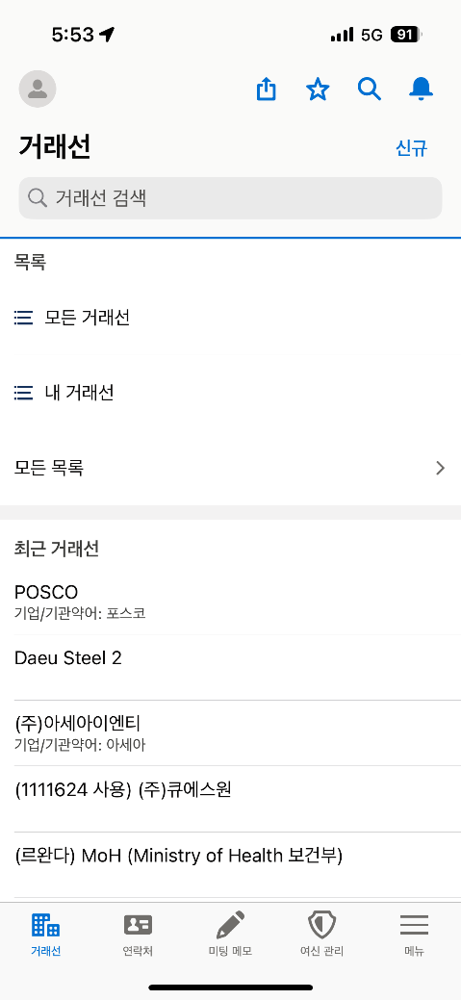 5:53
5G
91
거래선
신규
거래선 검색
목록
모든 거래선
내 거래선
모든 목록
최근 거래선
POSCO
기업/기관약어: 포스코
Daeu Steel 2
(주)아세아이엔티
기업/기관약어: 아세아
(1111624 사용) (주)큐에스원
(르완다) MoH (Ministry of Health 보건부)
거래선
연락처
미팅 메모
여신 관리
메뉴